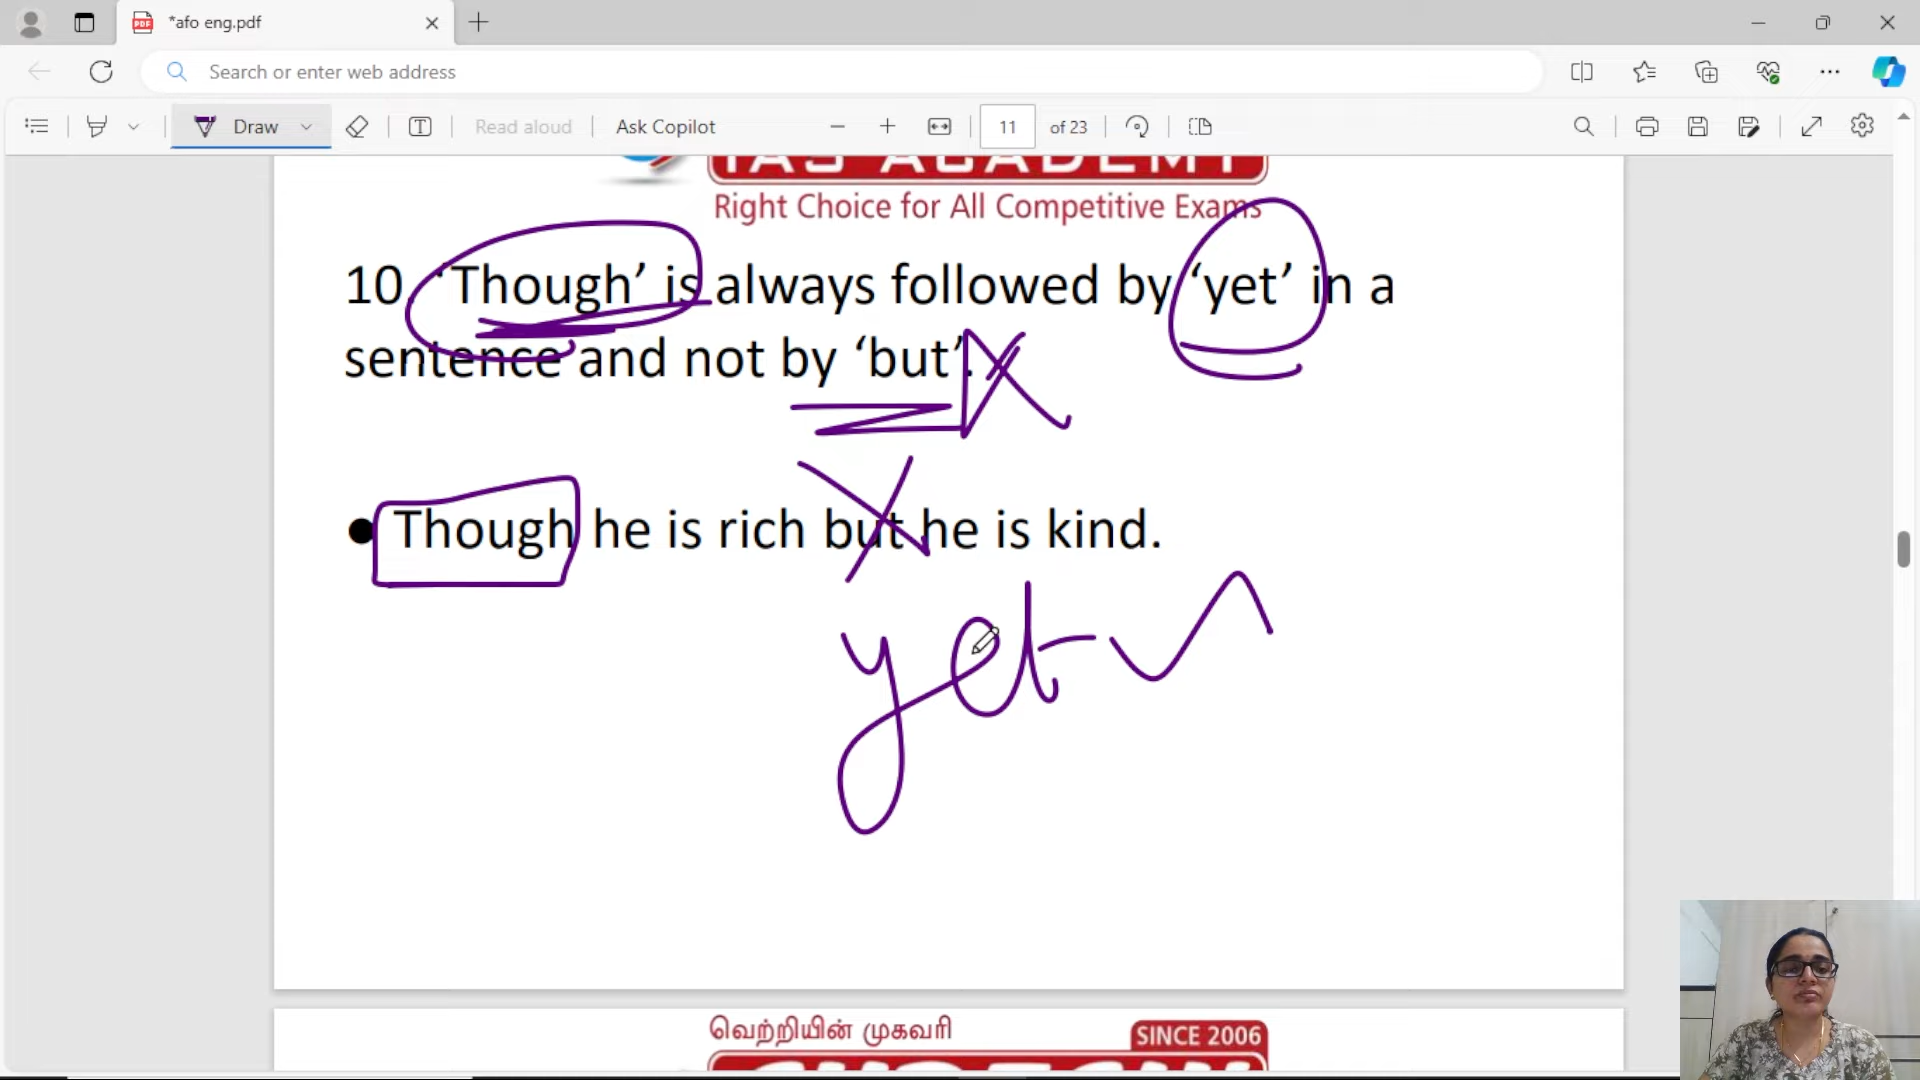 *afo eng.pdf
Search or enter web address
Draw
Read aloud
Ask Copilot
11
of 23
IAS ACADEMY
Right Choice for All Competitive Exams
10. ‘Though’ is always followed by ‘yet’ in a
sentence and not by ‘but’.
● Though he is rich but he is kind.
yet
வெற்றியின் முகவரி
SINCE 2006